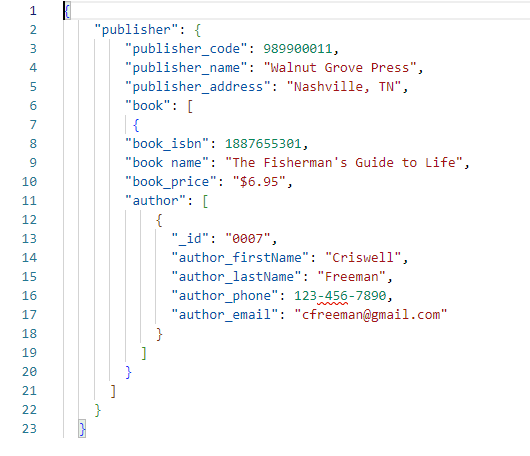 1 {
2 "publisher": {
3 "publisher_code": 989900011,
4 "publisher_name": "Walnut Grove Press",
5 "publisher_address": "Nashville, TN",
6 "book": [
7 {
8 "book_isbn": 1887655301,
9 "book name": "The Fisherman's Guide to Life",
10 "book_price": "$6.95",
11 "author": [
12 {
13 "_id": "0007",
14 "author_firstName": "Criswell",
15 "author_lastName": "Freeman",
16 "author_phone": 123-456-7890,
17 "author_email": "cfreeman@gmail.com"
18 }
19 ]
20 }
21 ]
22 }
23 }